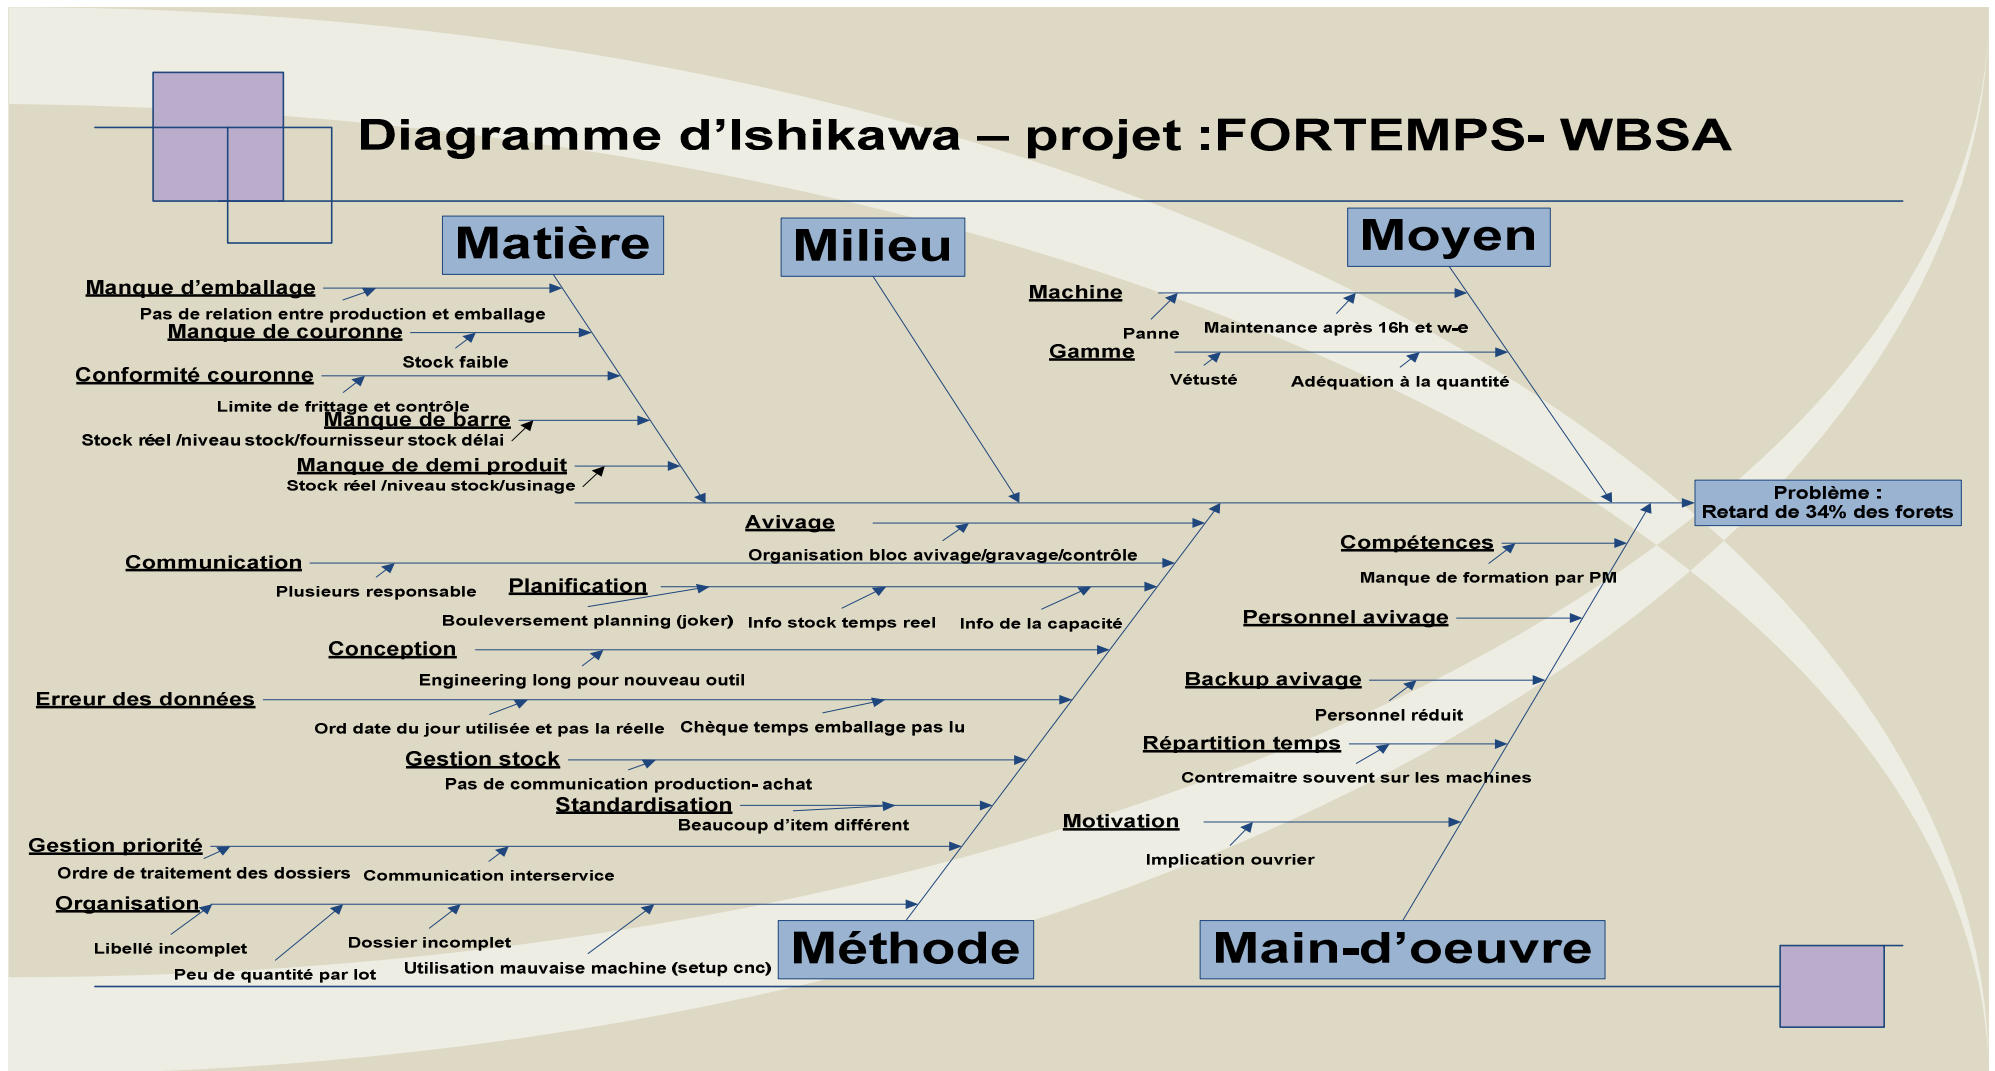 Diagramme d’Ishikawa – projet :FORTEMPS- WBSA
Matière
Milieu
Moyen
Manque d’emballage
Pas de relation entre production et emballage
Manque de couronne
Stock faible
Conformité couronne
Limite de frittage et contrôle
Manque de barre
Stock réel /niveau stock/fournisseur stock délai
Manque de demi produit
Stock réel /niveau stock/usinage
Machine
Panne
Maintenance après 16h et w-e
Gamme
Vétusté
Adéquation à la quantité
Problème :
Retard de 34% des forets
Avivage
Organisation bloc avivage/gravage/contrôle
Communication
Plusieurs responsable
Planification
Bouleversement planning (joker)
Info stock temps reel
Info de la capacité
Conception
Engineering long pour nouveau outil
Erreur des données
Ord date du jour utilisée et pas la réelle
Chèque temps emballage pas lu
Gestion stock
Pas de communication production- achat
Standardisation
Beaucoup d’item différent
Gestion priorité
Ordre de traitement des dossiers
Communication interservice
Organisation
Libellé incomplet
Peu de quantité par lot
Dossier incomplet
Utilisation mauvaise machine (setup cnc)
Compétences
Manque de formation par PM
Personnel avivage
Backup avivage
Personnel réduit
Répartition temps
Contremaitre souvent sur les machines
Motivation
Implication ouvrier
Méthode
Main-d’oeuvre